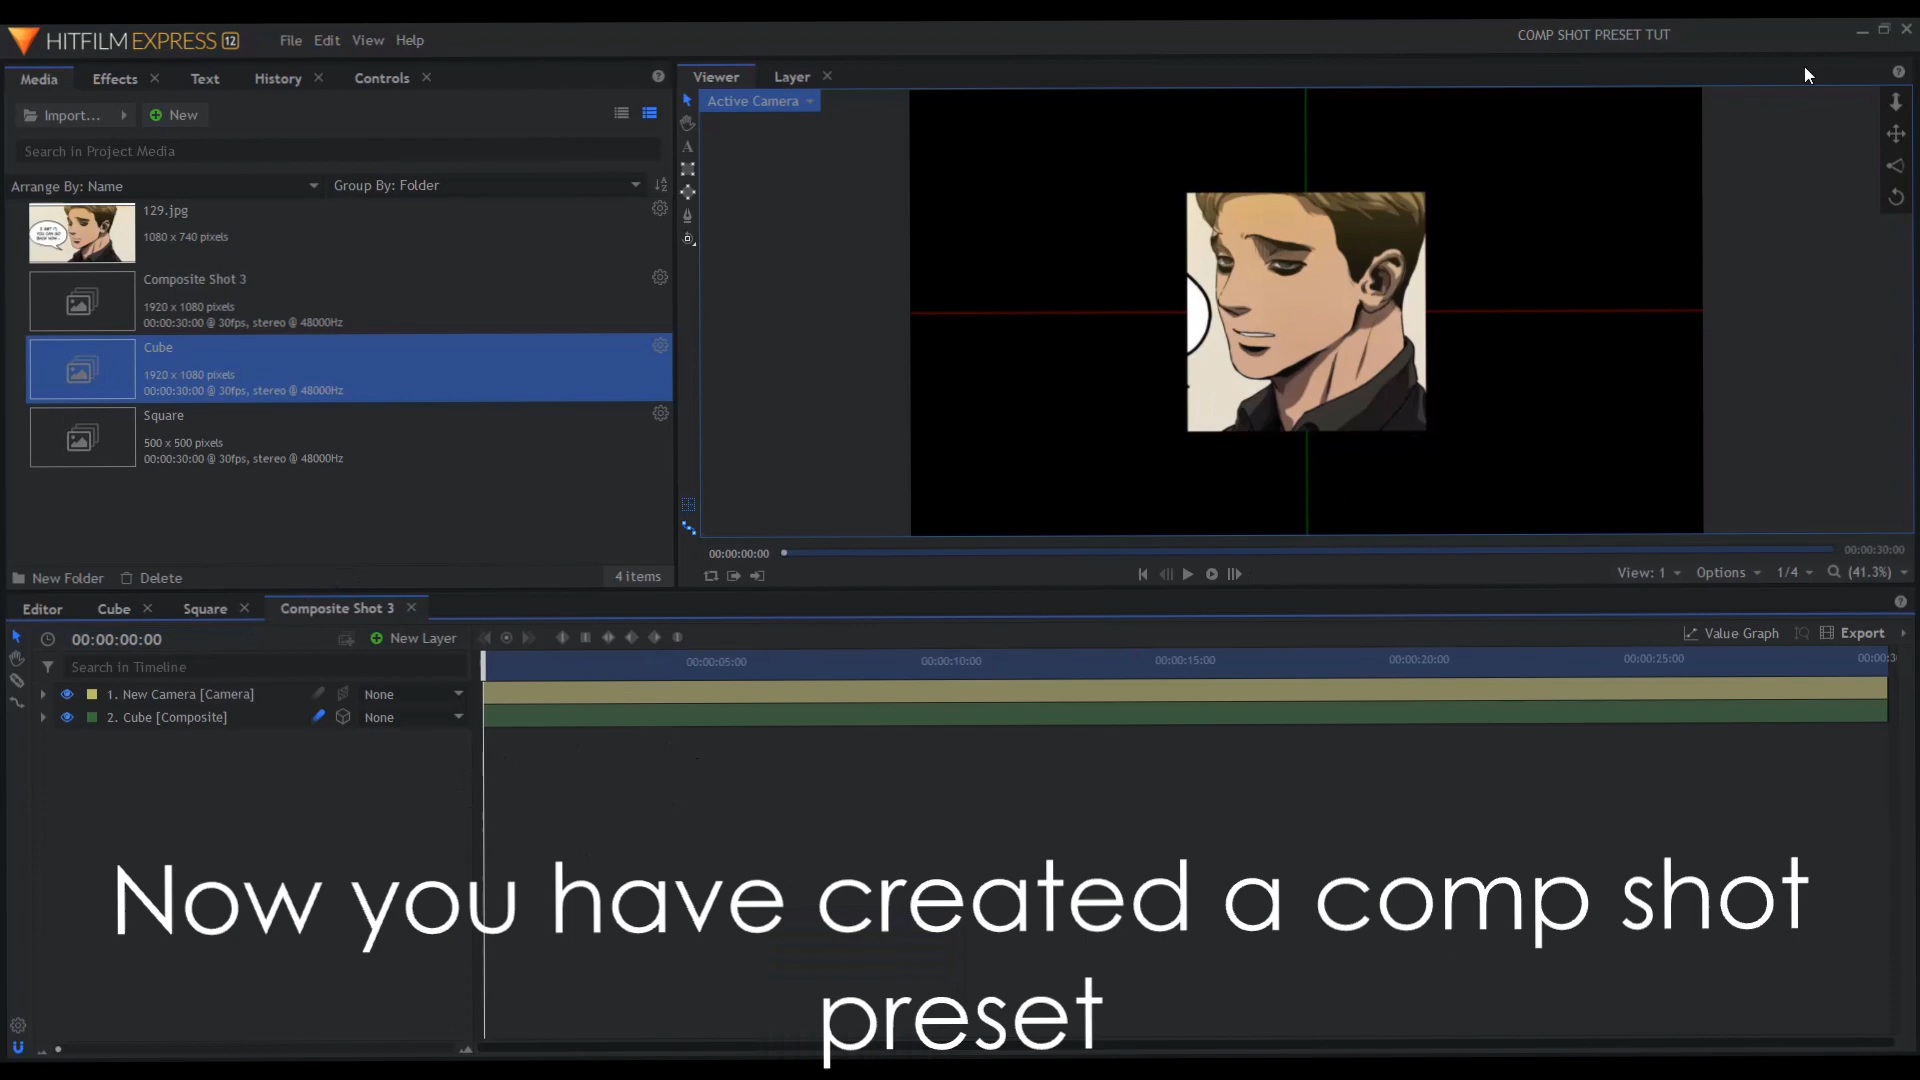 HITFILM EXPRESS 12
File Edit View Help
COMP SHOT PRESET TUT
Media Effects Text History Controls
Viewer Layer
Import... New
Active Camera
Search in Project Media
Arrange By: Name Group By: Folder
129.jpg
1080 x 740 pixels
Composite Shot 3
1920 x 1080 pixels
00:00:30:00 @ 30fps, stereo @ 48000Hz
Cube
1920 x 1080 pixels
00:00:30:00 @ 30fps, stereo @ 48000Hz
Square
500 x 500 pixels
00:00:30:00 @ 30fps, stereo @ 48000Hz
New Folder Delete 4 items
00:00:00:00 00:00:30:00
View: 1 Options 1/4 (41.3%)
Editor Cube Square Composite Shot 3
00:00:00:00 New Layer Value Graph Export
Search in Timeline
00:00:05:00 00:00:10:00 00:00:15:00 00:00:20:00 00:00:25:00 00:00:3
1. New Camera [Camera] None
2. Cube [Composite] None
Now you have created a comp shot
preset